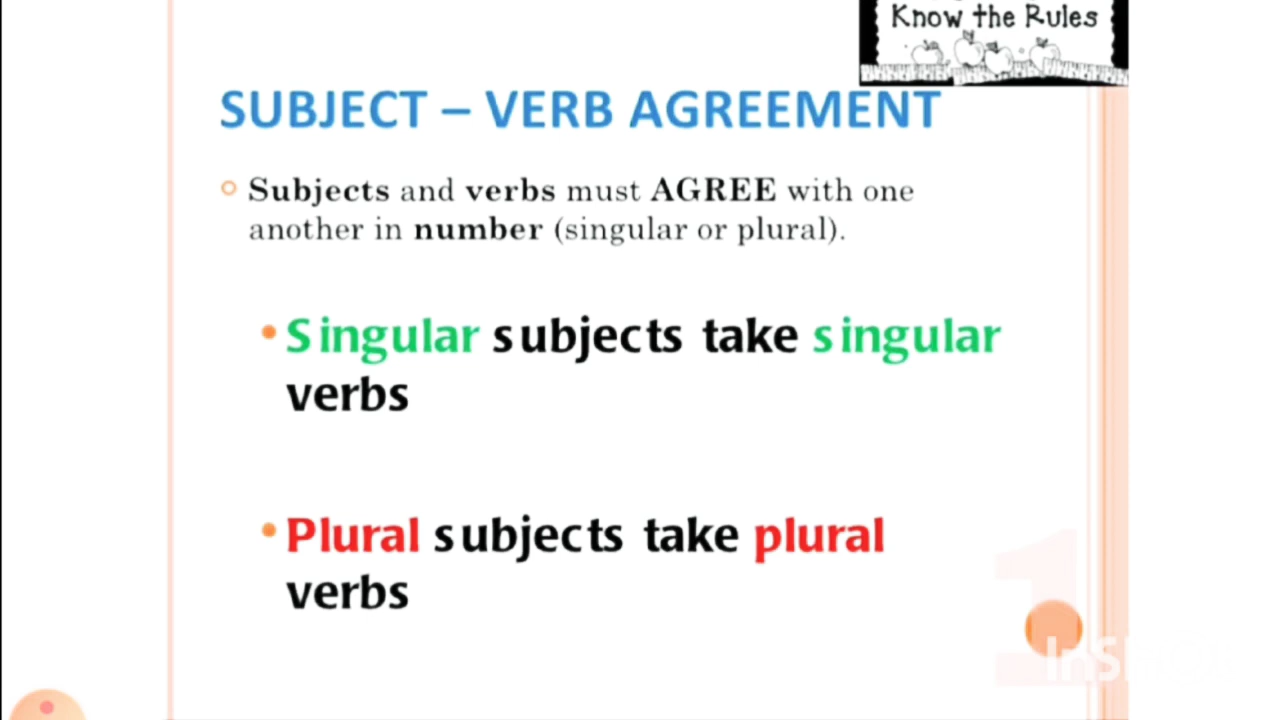 Know the Rules
SUBJECT – VERB AGREEMENT
Subjects and verbs must AGREE with one
another in number (singular or plural).
Singular subjects take singular
verbs
Plural subjects take plural
verbs
1